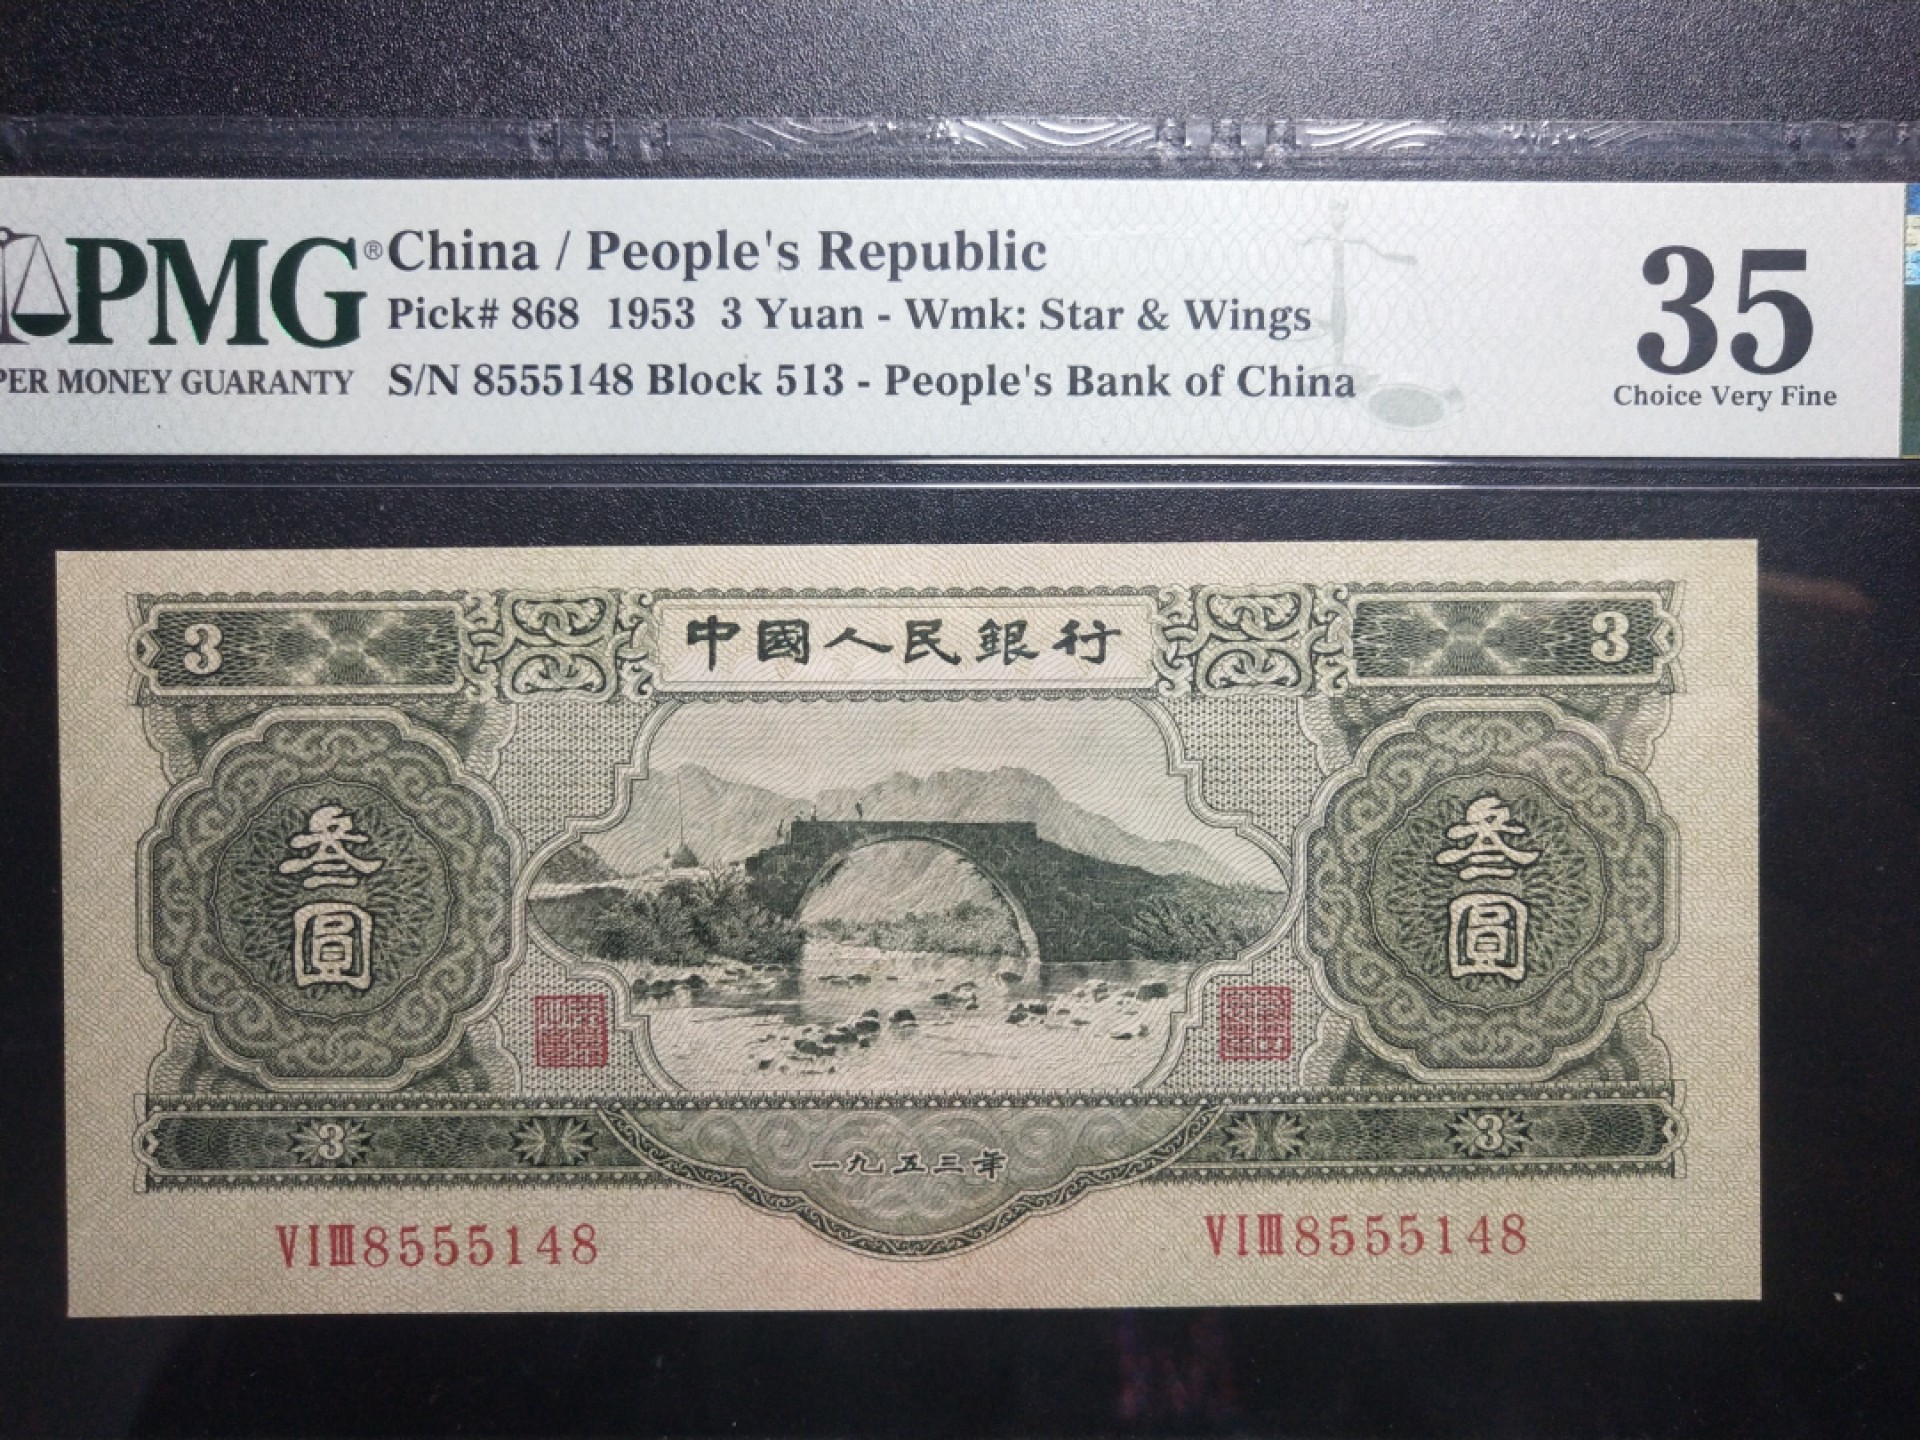 PMG® China / People's Republic
Pick# 868 1953 3 Yuan - Wmk: Star & Wings
PER MONEY GUARANTY S/N 8555148 Block 513 - People's Bank of China
35
Choice Very Fine
3 中國人民銀行 3
叁圓 叁圓
3 一九五三年 3
VIⅢ8555148 VIⅢ8555148